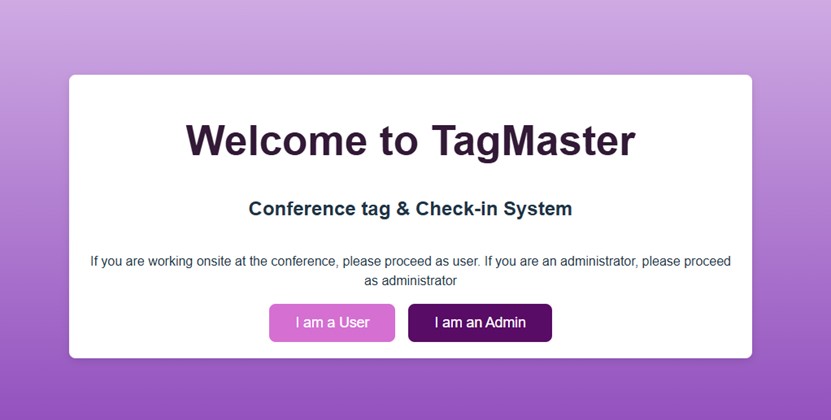 Welcome to TagMaster
Conference tag & Check-in System
If you are working onsite at the conference, please proceed as user. If you are an administrator, please proceed
as administrator
I am a User
I am an Admin